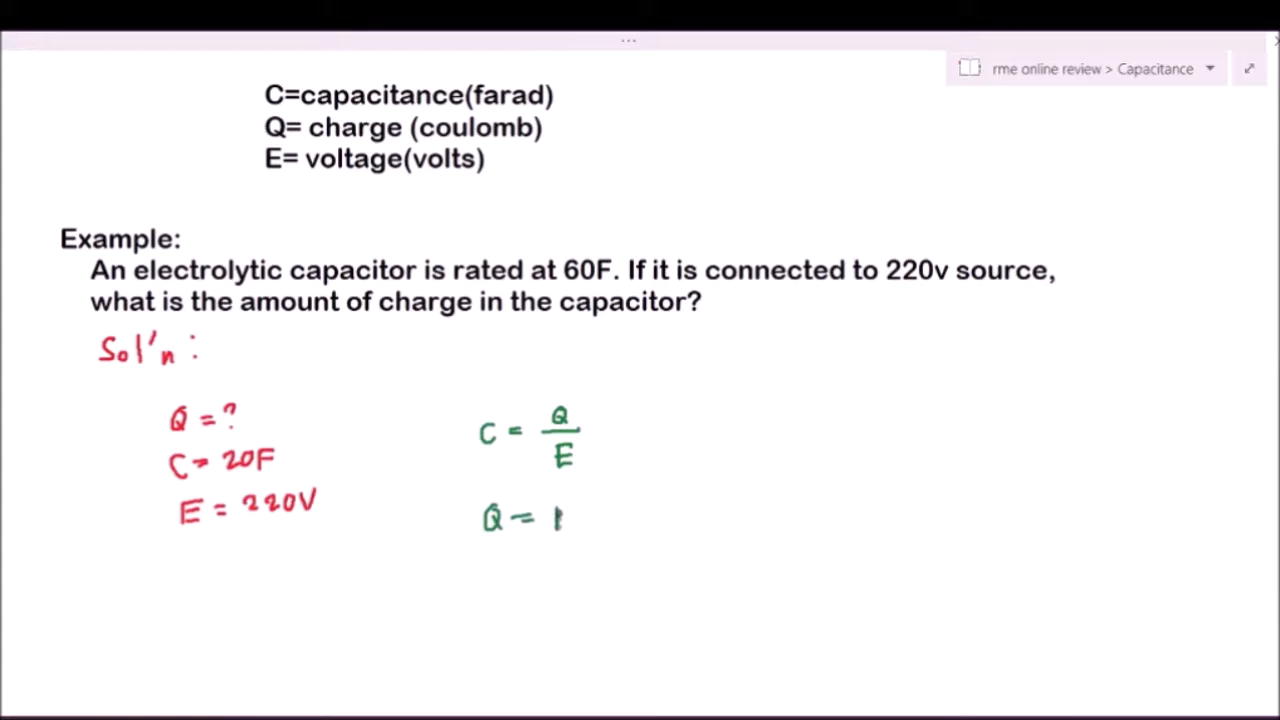 ...
rme online review > Capacitance
C=capacitance(farad)
Q= charge (coulomb)
E= voltage(volts)
Example:
An electrolytic capacitor is rated at 60F. If it is connected to 220v source,
what is the amount of charge in the capacitor?
Sol'n :
Q = ?
C = 20F
E = 220V
C = Q
E
Q =